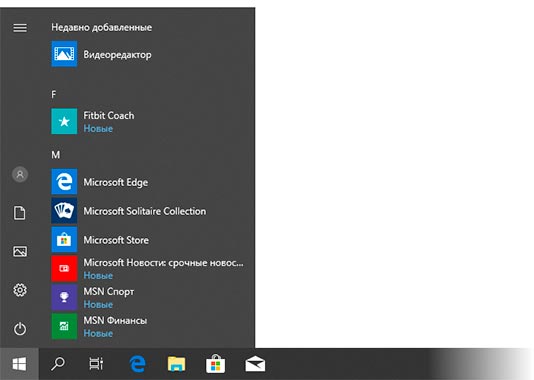 Недавно добавленные
Видеоредактор
F
Fitbit Coach
Новые
M
Microsoft Edge
Microsoft Solitaire Collection
Microsoft Store
Microsoft Новости: срочные новос...
Новые
MSN Спорт
Новые
MSN Финансы
Новые